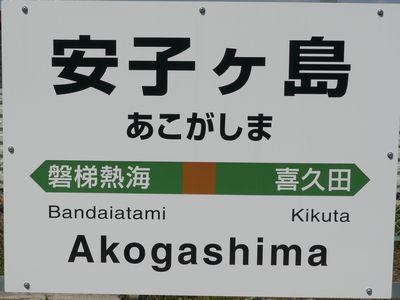 安子ヶ島
あこがしま
磐梯熱海 喜久田
Bandaiatami Kikuta
Akogashima